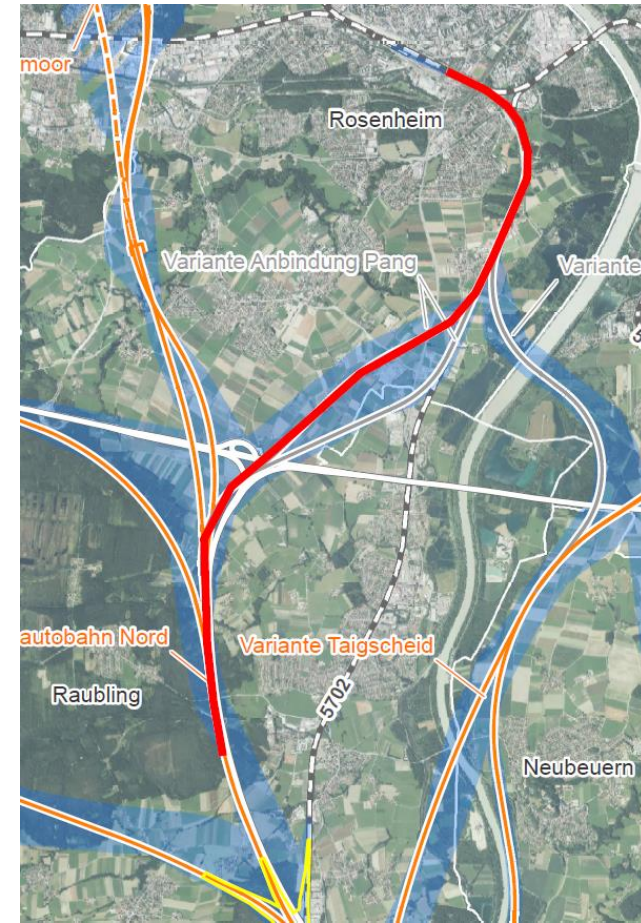 moor
Rosenheim
Variante Anbindung Pang
Variante
autobahn Nord
Variante Taigscheid
Raubling
5702
Neubeuern